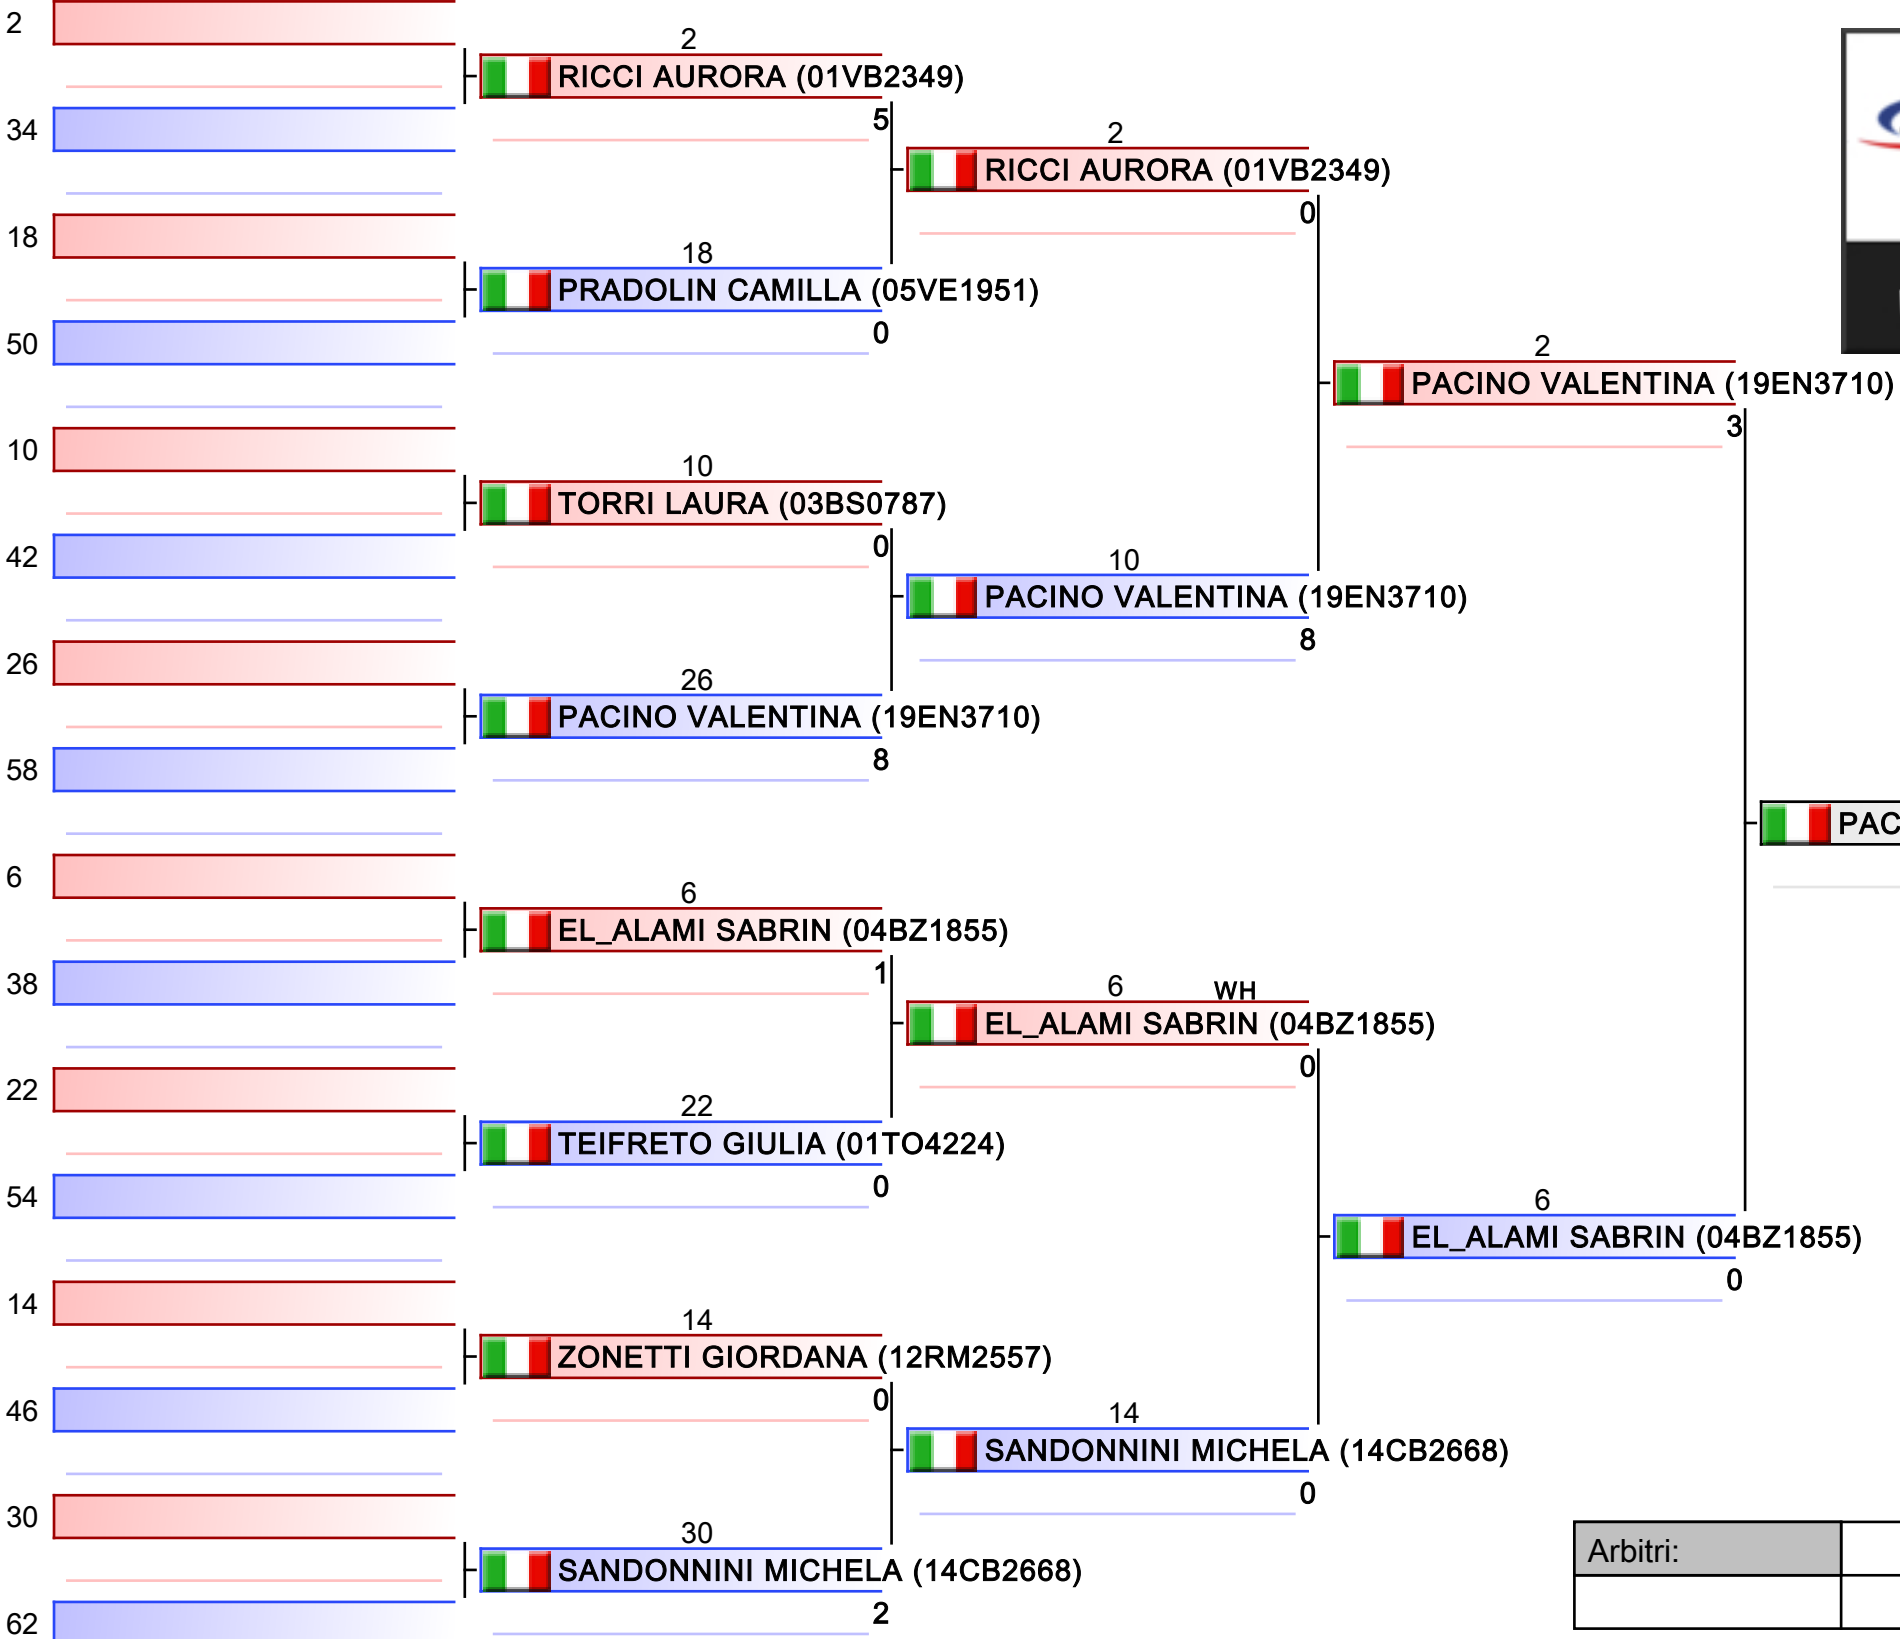 2
2
RICCI AURORA (01VB2349)
5
34
2
RICCI AURORA (01VB2349)
0
18
18
PRADOLIN CAMILLA (05VE1951)
0
50
2
PACINO VALENTINA (19EN3710)
3
10
10
TORRI LAURA (03BS0787)
0
42
10
PACINO VALENTINA (19EN3710)
8
26
26
PACINO VALENTINA (19EN3710)
8
58
PAC
6
6
EL_ALAMI SABRIN (04BZ1855)
1
38
6 WH
EL_ALAMI SABRIN (04BZ1855)
0
22
22
TEIFRETO GIULIA (01TO4224)
0
54
6
EL_ALAMI SABRIN (04BZ1855)
0
14
14
ZONETTI GIORDANA (12RM2557)
0
46
14
SANDONNINI MICHELA (14CB2668)
0
30
30
SANDONNINI MICHELA (14CB2668)
2
62
Arbitri: